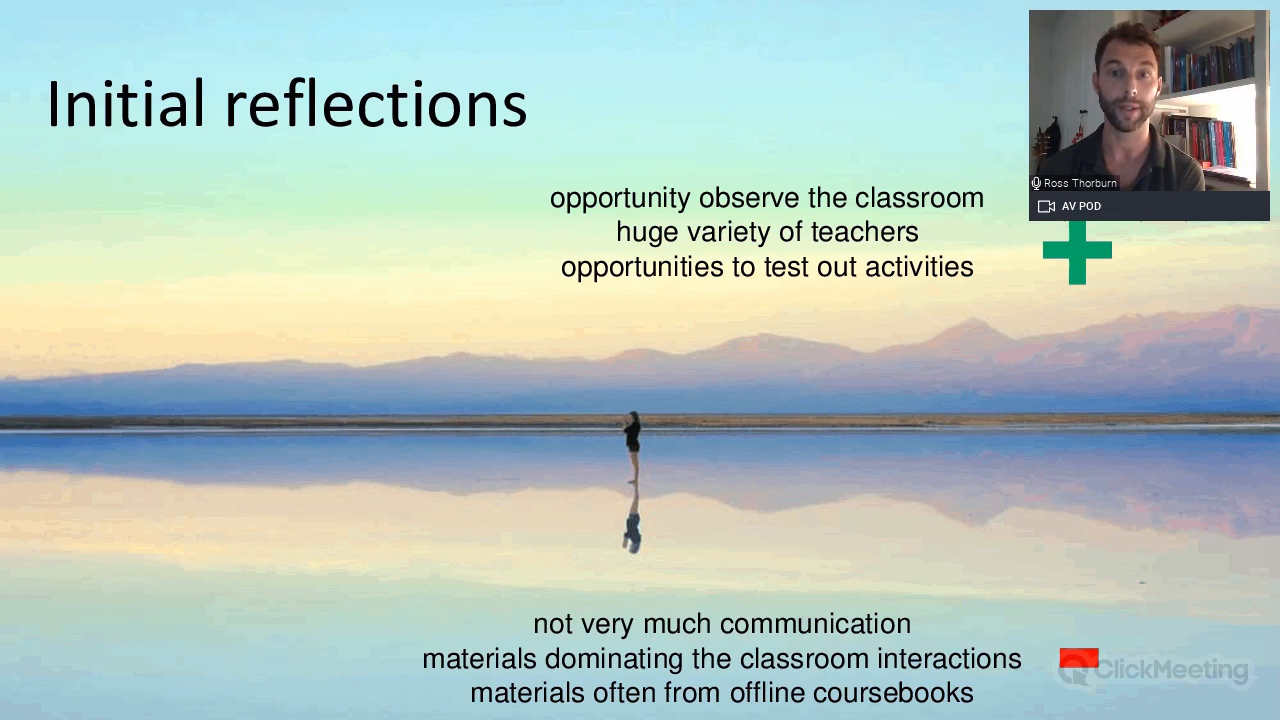 Initial reflections
Ross Thorburn
AV POD
opportunity observe the classroom
huge variety of teachers
opportunities to test out activities
not very much communication
materials dominating the classroom interactions
materials often from offline coursebooks
ClickMeeting